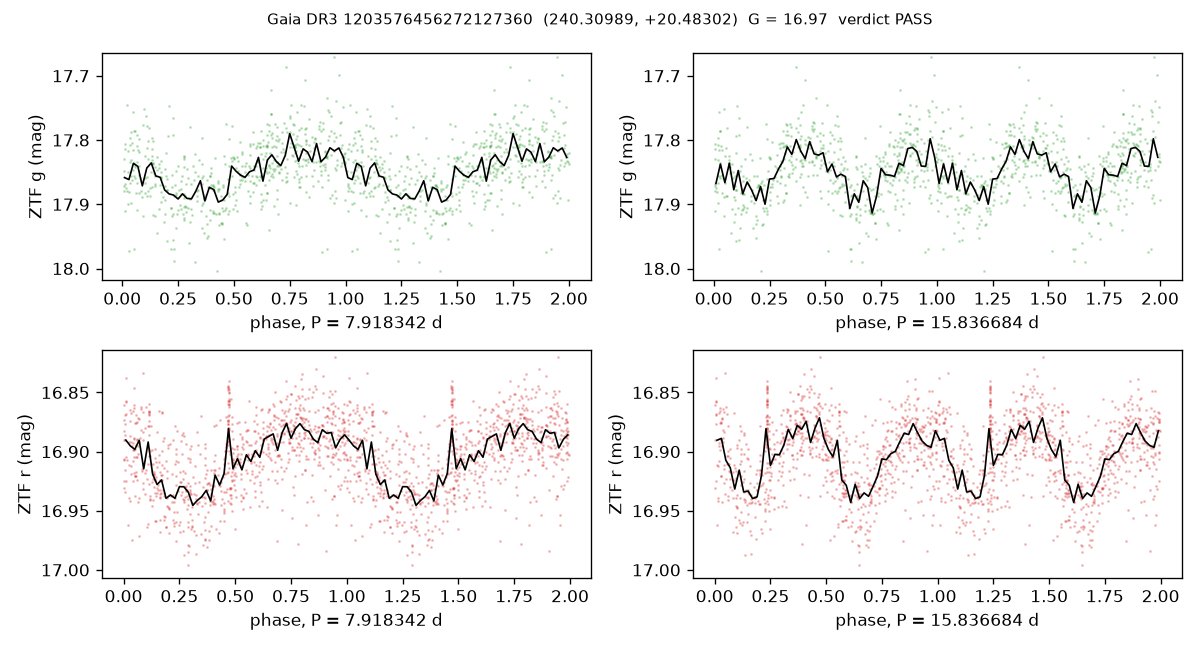 Gaia DR3 1203576456272127360  (240.30989, +20.48302)  G = 16.97  verdict PASS
ZTF g (mag)
17.7
17.8
17.9
18.0
0.00 0.25 0.50 0.75 1.00 1.25 1.50 1.75 2.00
phase, P = 7.918342 d
ZTF g (mag)
17.7
17.8
17.9
18.0
0.00 0.25 0.50 0.75 1.00 1.25 1.50 1.75 2.00
phase, P = 15.836684 d
ZTF r (mag)
16.85
16.90
16.95
17.00
0.00 0.25 0.50 0.75 1.00 1.25 1.50 1.75 2.00
phase, P = 7.918342 d
ZTF r (mag)
16.85
16.90
16.95
17.00
0.00 0.25 0.50 0.75 1.00 1.25 1.50 1.75 2.00
phase, P = 15.836684 d